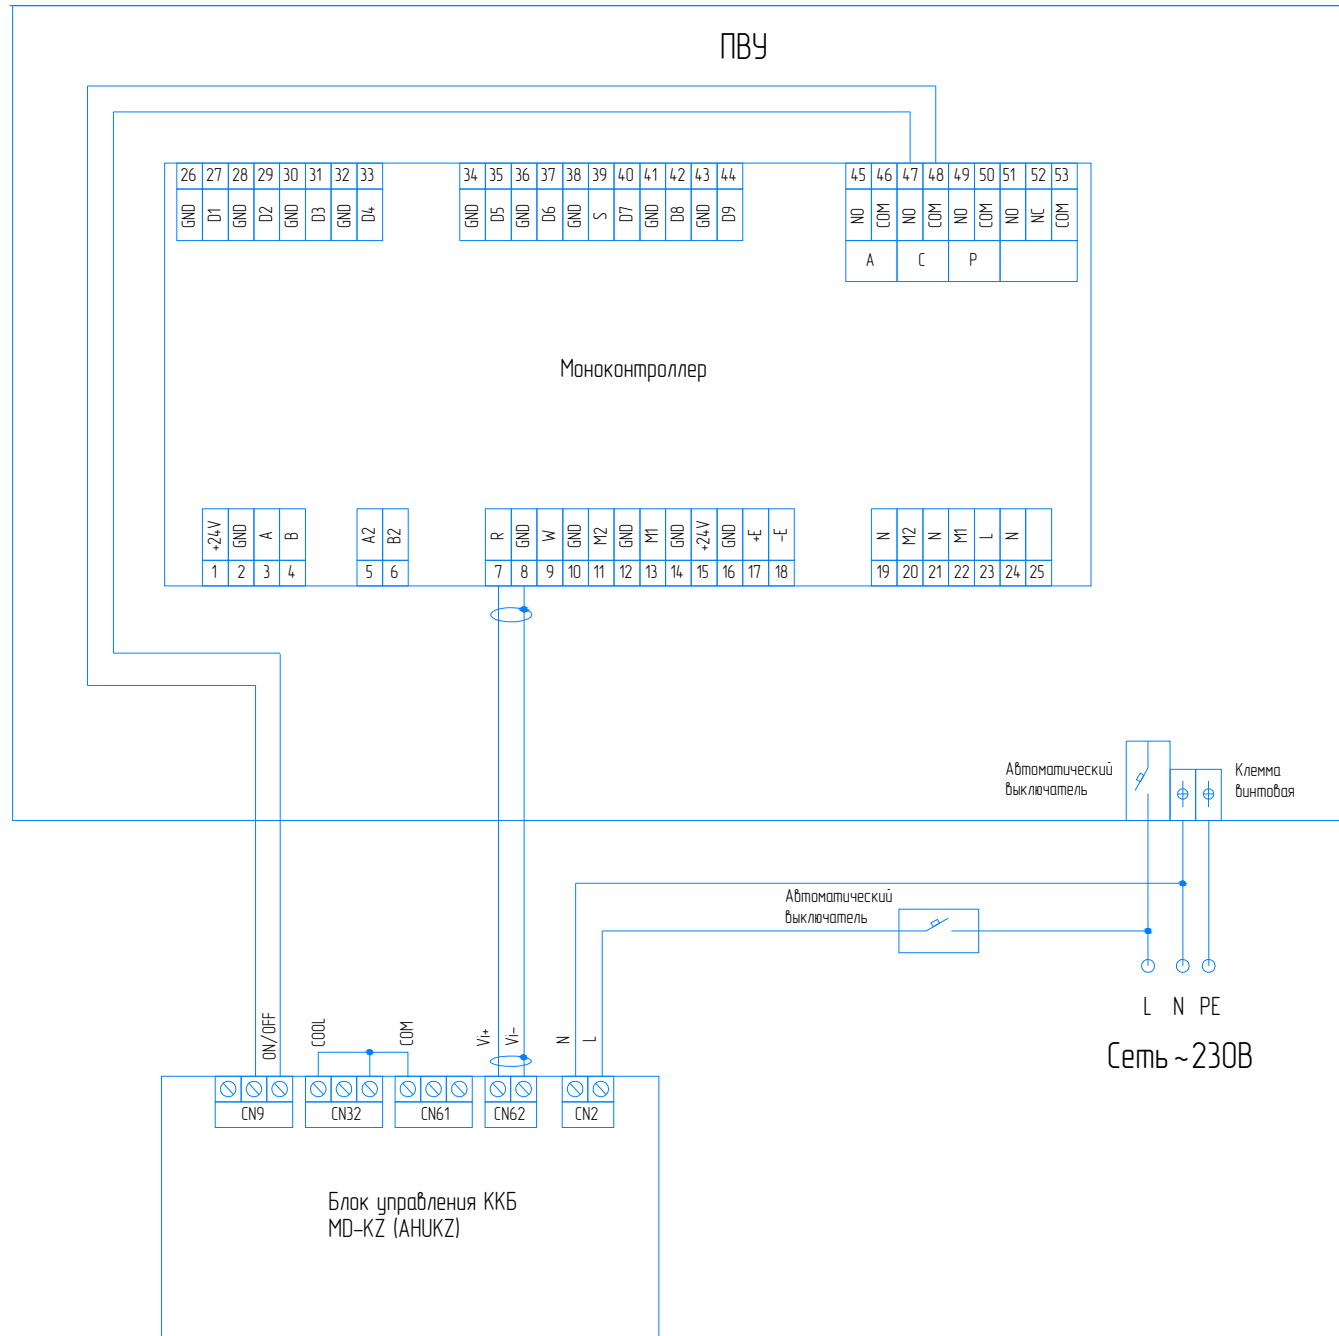 ПВУ
26 27 28 29 30 31 32 33
GND D1 GND D2 GND D3 GND D4
34 35 36 37 38 39 40 41 42 43 44
GND D5 GND D6 GND S D7 GND D8 GND D9
45 46 47 48 49 50 51 52 53
NO COM NO COM NO COM NO NC COM
A C P
Моноконтроллер
+24V GND A B
1 2 3 4
A2 B2
5 6
R GND W GND M2 GND M1 GND +24V GND +E -E
7 8 9 10 11 12 13 14 15 16 17 18
N M2 N M1 L N
19 20 21 22 23 24 25
Автоматический
выключатель
Клемма
винтовая
Автоматический
выключатель
L N PE
Сеть ~230В
ON/OFF
COOL
COM
Vi+
Vi-
N
L
CN9 CN32 CN61 CN62 CN2
Блок управления ККБ
MD-KZ (AHUKZ)